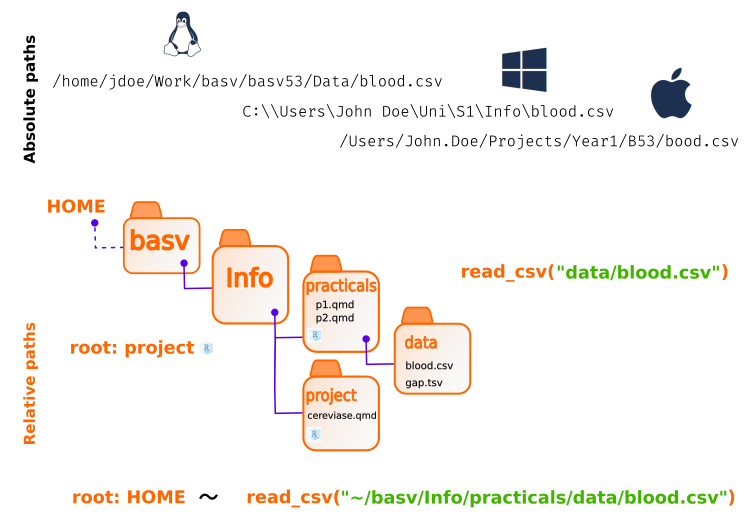 Absolute paths
/home/jdoe/Work/basv/basv53/Data/blood.csv
C:\\Users\John Doe\Uni\S1\Info\blood.csv
/Users/John.Doe/Projects/Year1/B53/bood.csv
Relative paths
HOME
basv
Info
practicals
p1.qmd
p2.qmd
data
blood.csv
gap.tsv
project
cereviase.qmd
read_csv("data/blood.csv")
root: project
root: HOME ~ read_csv("~/basv/Info/practicals/data/blood.csv")